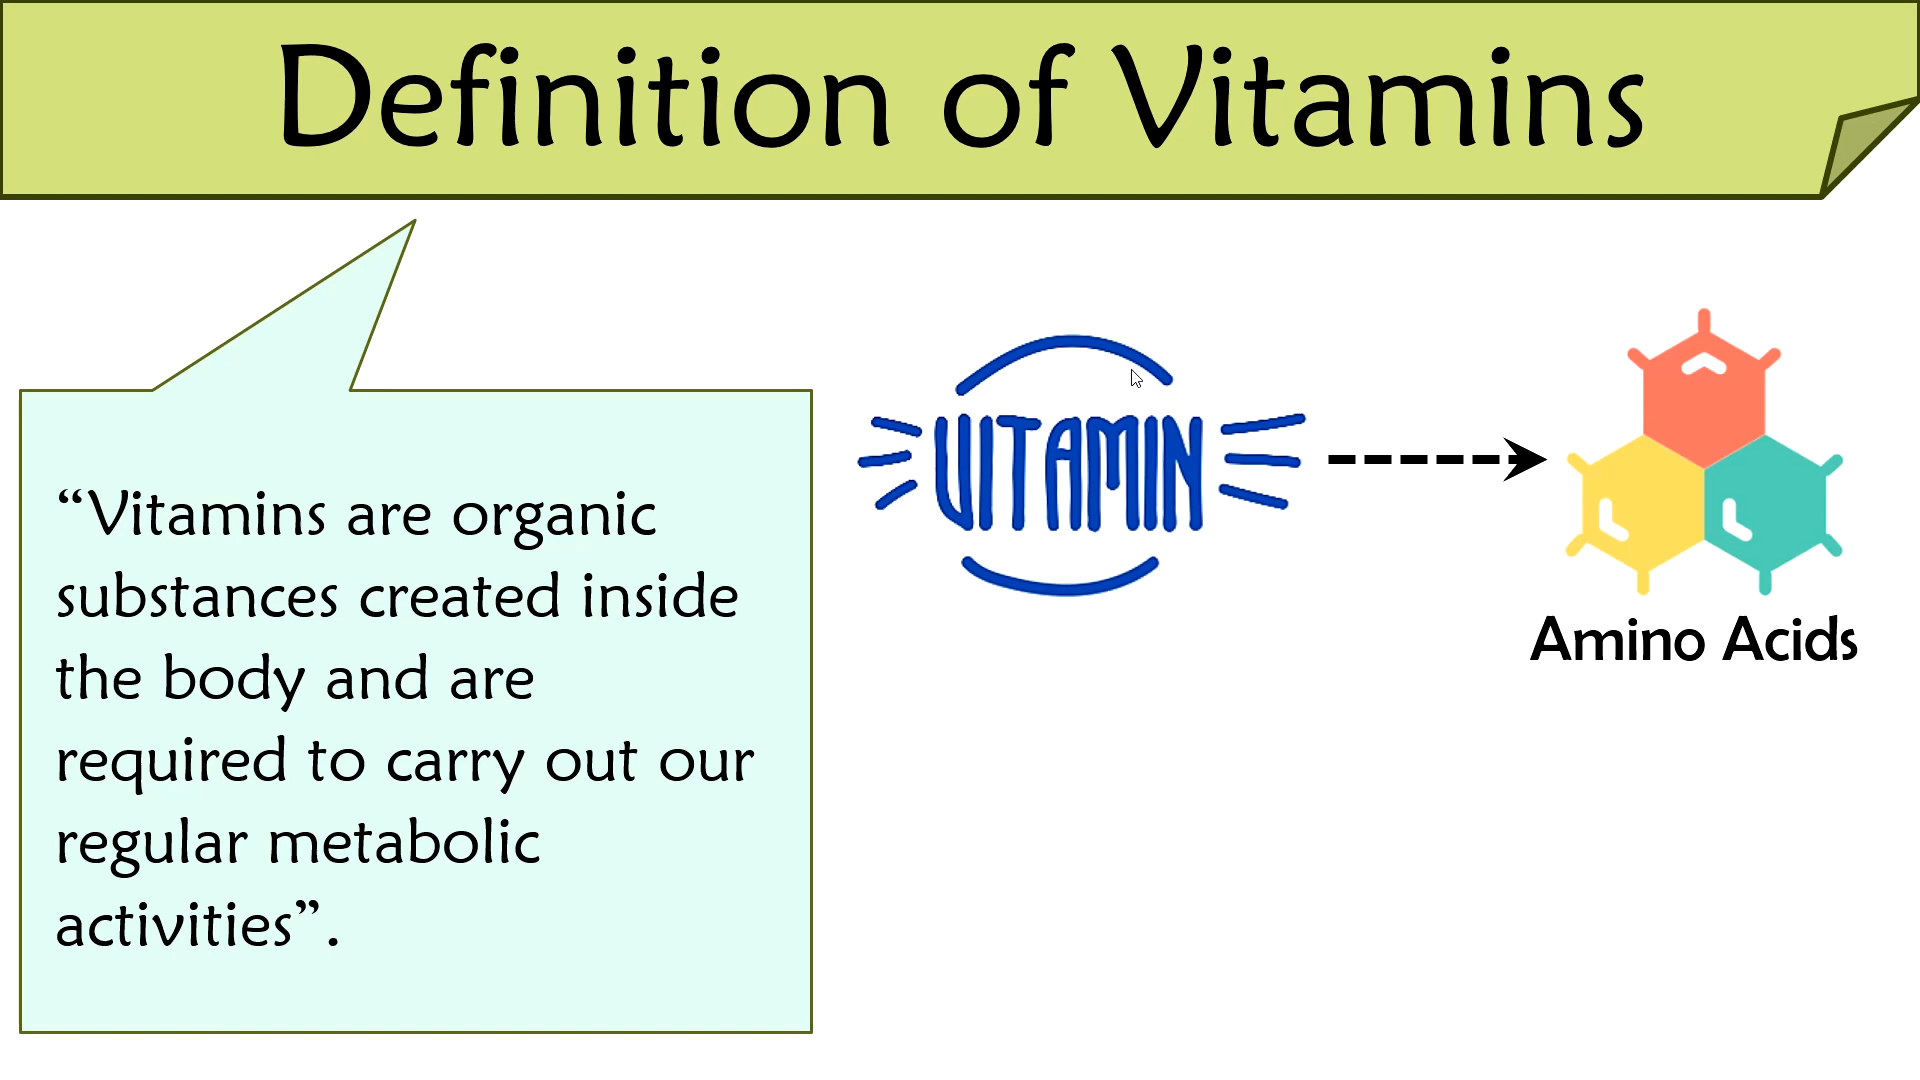 Definition of Vitamins
“Vitamins are organic
substances created inside
the body and are
required to carry out our
regular metabolic
activities”.
VITAMIN
Amino Acids